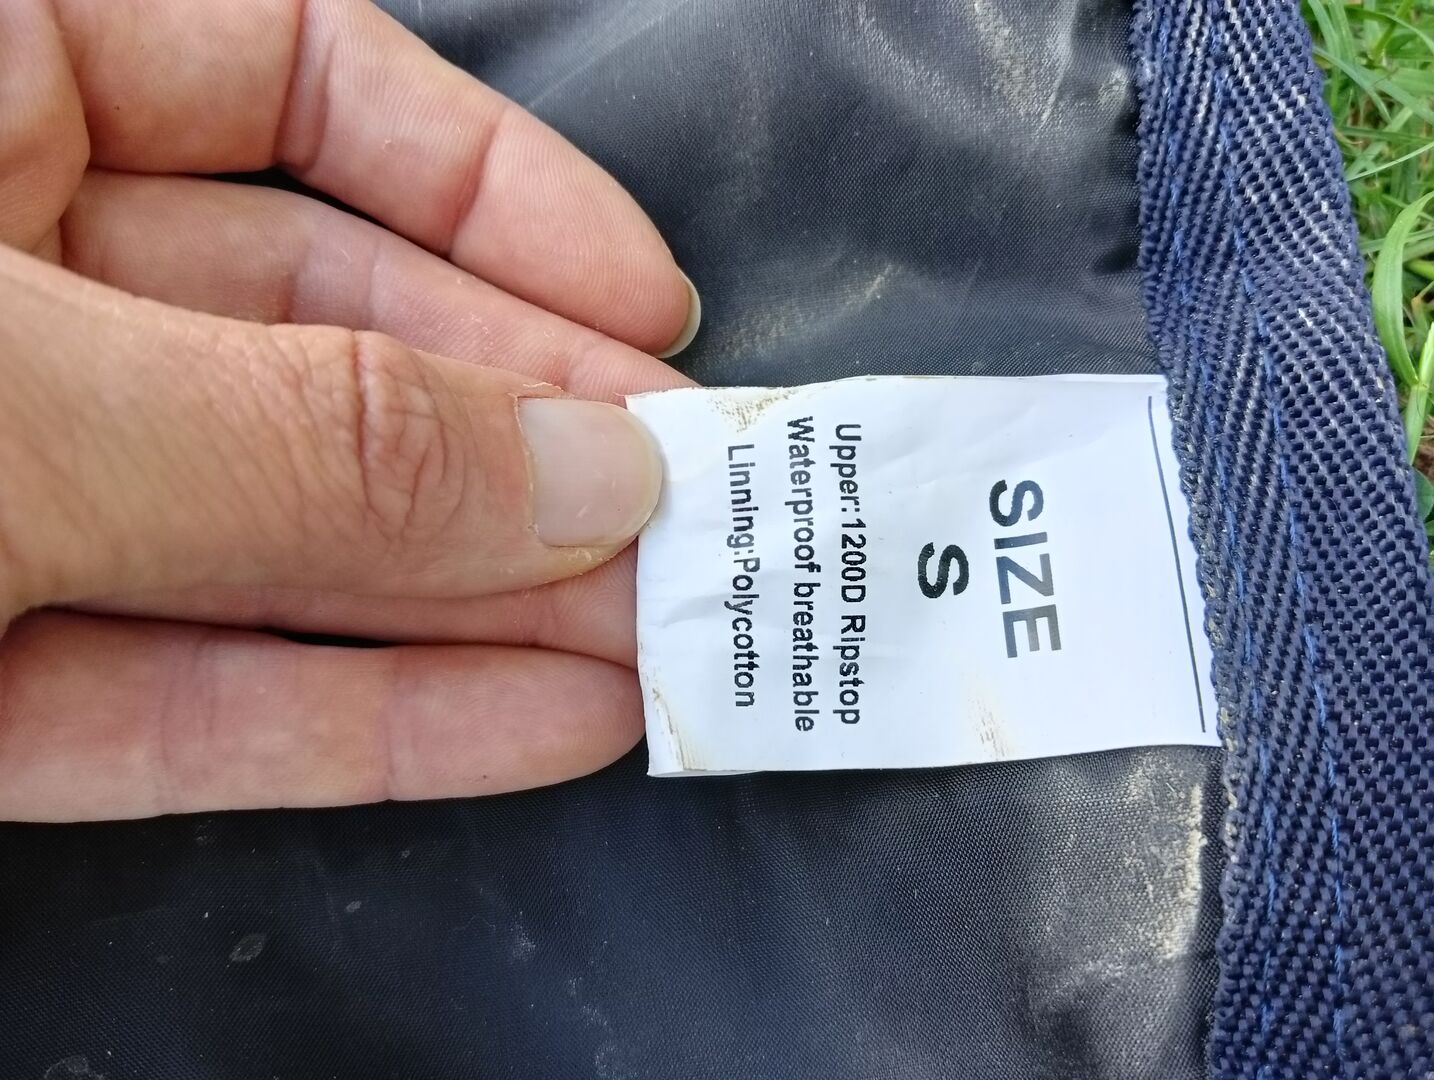 SIZE
S
Upper:1200D Ripstop
Waterproof breathable
Linning:Polycotton